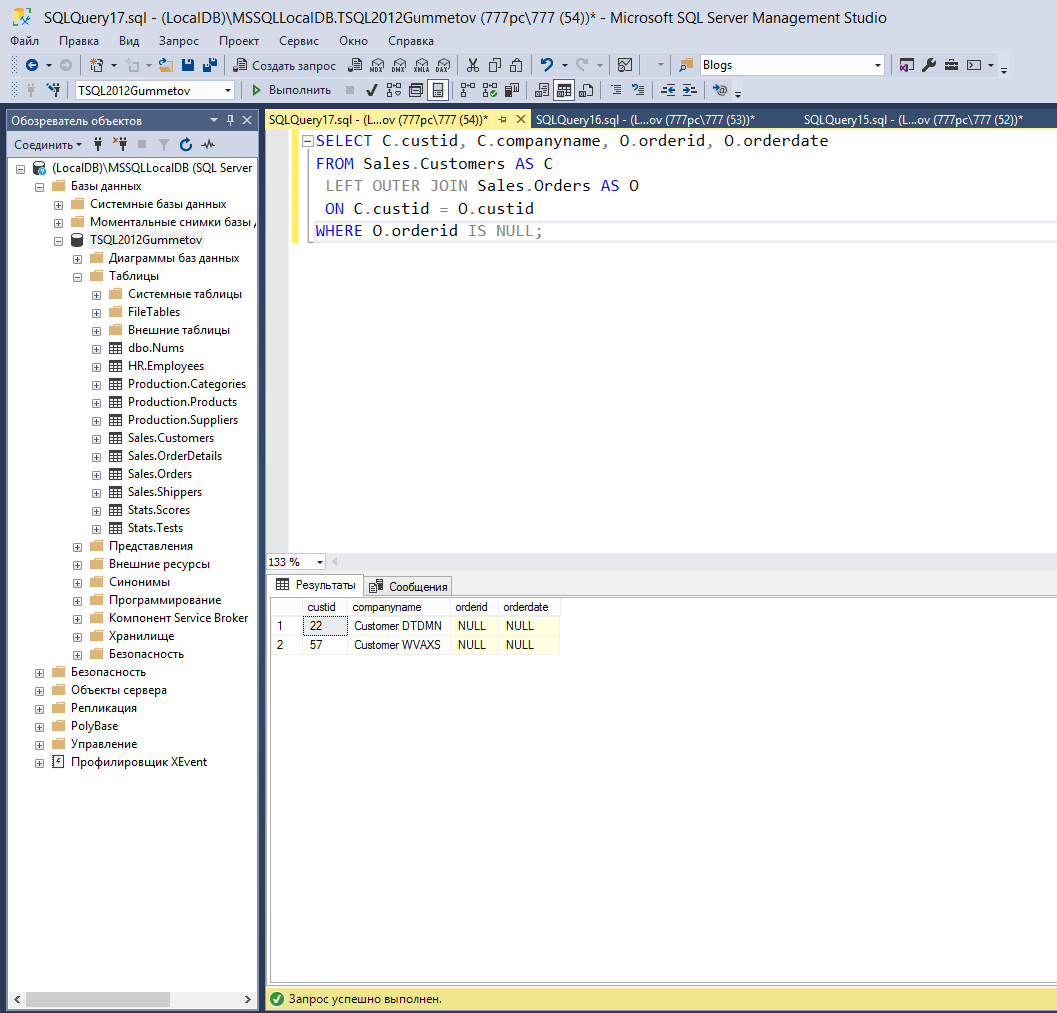 SQLQuery17.sql - (LocalDB)\MSSQLLocalDB.TSQL2012Gummetov (777pc\777 (54))* - Microsoft SQL Server Management Studio
Файл Правка Вид Запрос Проект Сервис Окно Справка
Создать запрос MDX DMX XMLA DAX Blogs
TSQL2012Gummetov Выполнить
Обозреватель объектов
Соединить
(LocalDB)\MSSQLLocalDB (SQL Server
Базы данных
Системные базы данных
Моментальные снимки базы
TSQL2012Gummetov
Диаграммы баз данных
Таблицы
Системные таблицы
FileTables
Внешние таблицы
dbo.Nums
HR.Employees
Production.Categories
Production.Products
Production.Suppliers
Sales.Customers
Sales.OrderDetails
Sales.Orders
Sales.Shippers
Stats.Scores
Stats.Tests
Представления
Внешние ресурсы
Синонимы
Программирование
Компонент Service Broker
Хранилище
Безопасность
Безопасность
Объекты сервера
Репликация
PolyBase
Управление
Профилировщик XEvent
SQLQuery17.sql - (L...ov (777pc\777 (54))* SQLQuery16.sql - (L...ov (777pc\777 (53))* SQLQuery15.sql - (L...ov (777pc\777 (52))*
SELECT C.custid, C.companyname, O.orderid, O.orderdate
FROM Sales.Customers AS C
LEFT OUTER JOIN Sales.Orders AS O
ON C.custid = O.custid
WHERE O.orderid IS NULL;
133 %
Результаты Сообщения
custid companyname orderid orderdate
1 22 Customer DTDMN NULL NULL
2 57 Customer WVAXS NULL NULL
Запрос успешно выполнен.